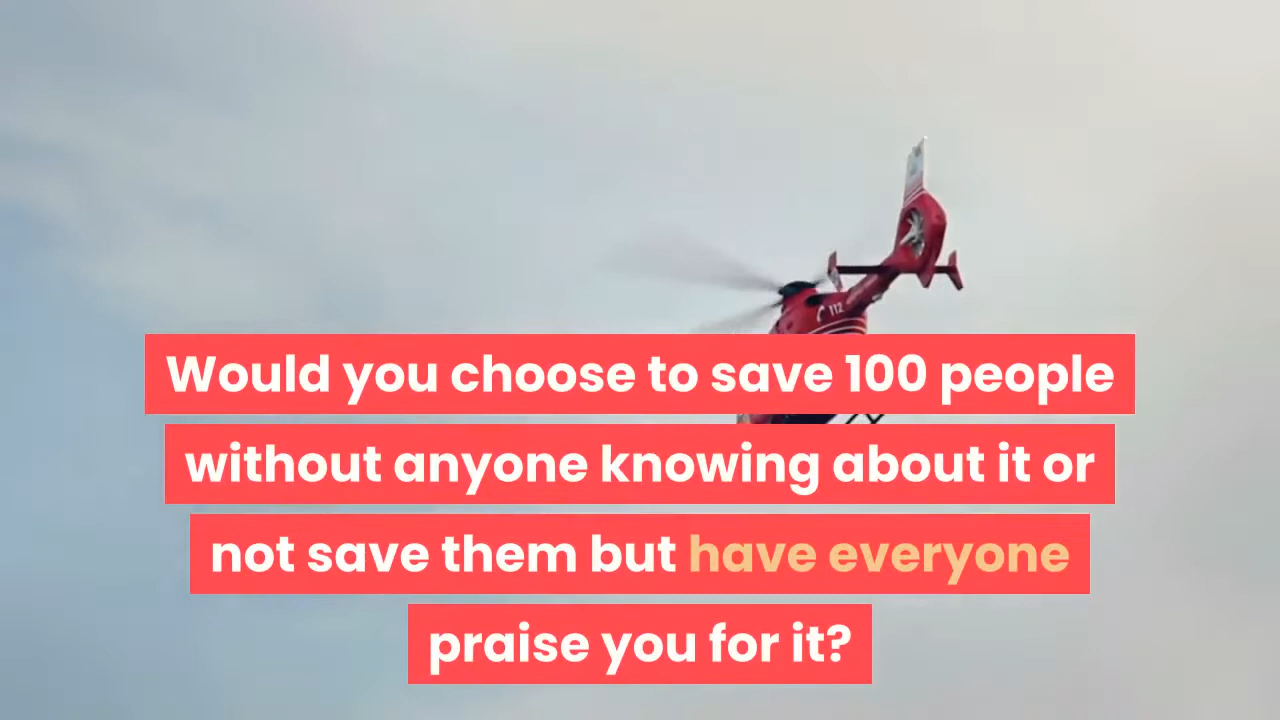 112
Would you choose to save 100 people
without anyone knowing about it or
not save them but have everyone
praise you for it?